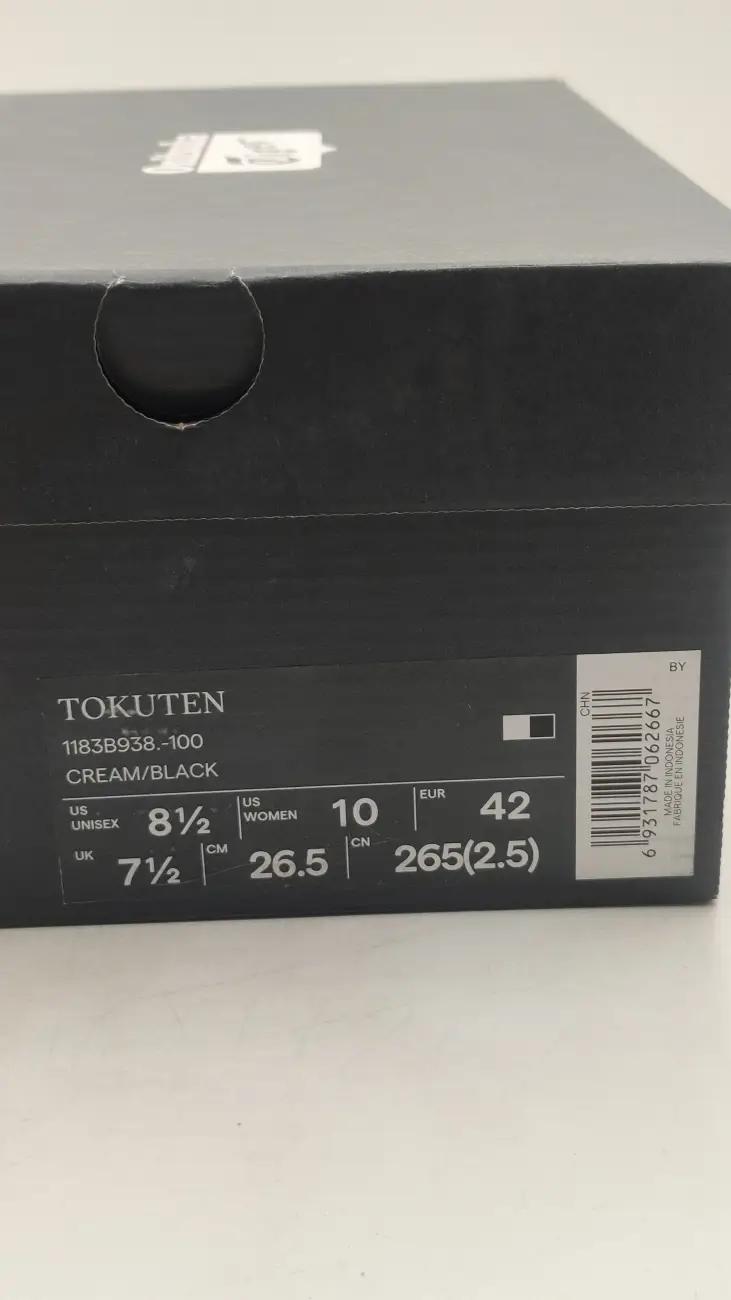 TOKUTEN
1183B938.-100
CREAM/BLACK
US UNISEX 8½
US WOMEN 10
EUR 42
UK 7½
CM 26.5
CN 265(2.5)
BY
CHN
6 931787 062667
MADE IN INDONESIA
FABRIQUE EN INDONESIE